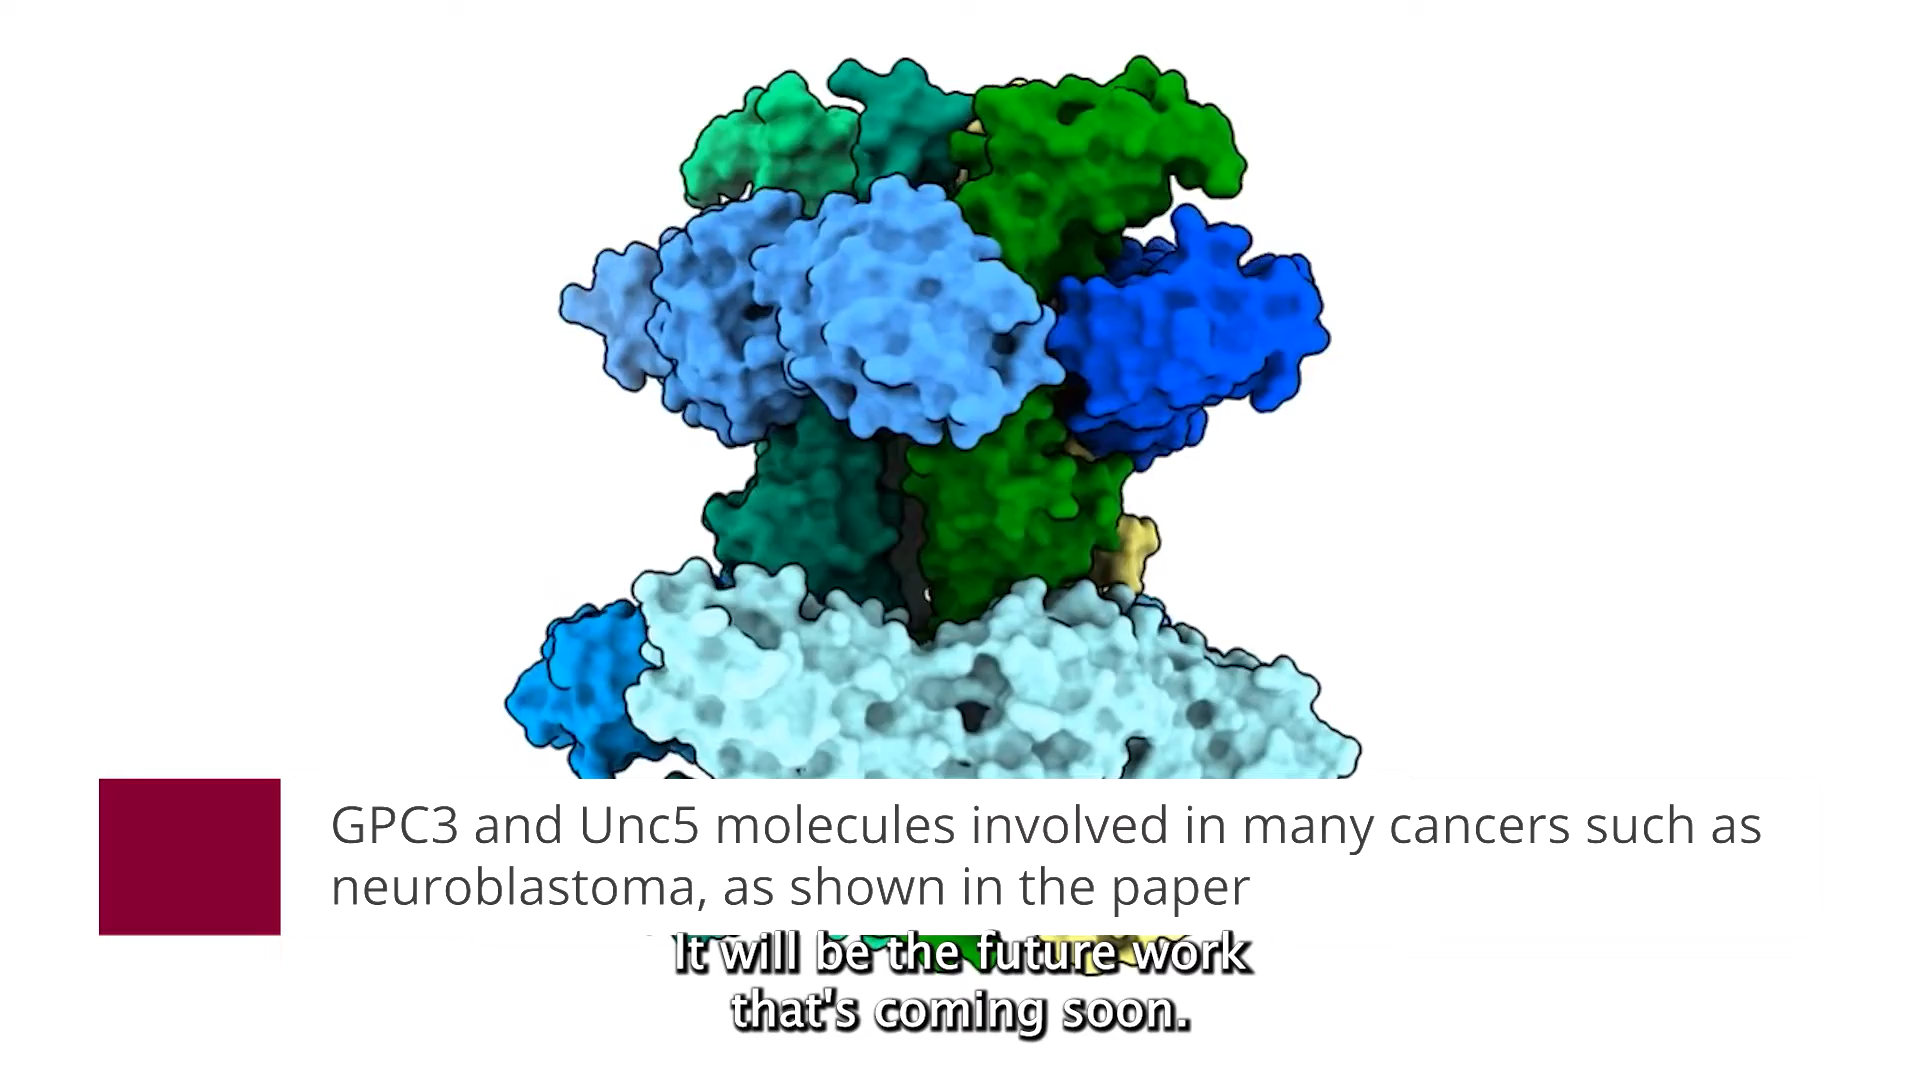 GPC3 and Unc5 molecules involved in many cancers such as
neuroblastoma, as shown in the paper
It will be the future work
that's coming soon.